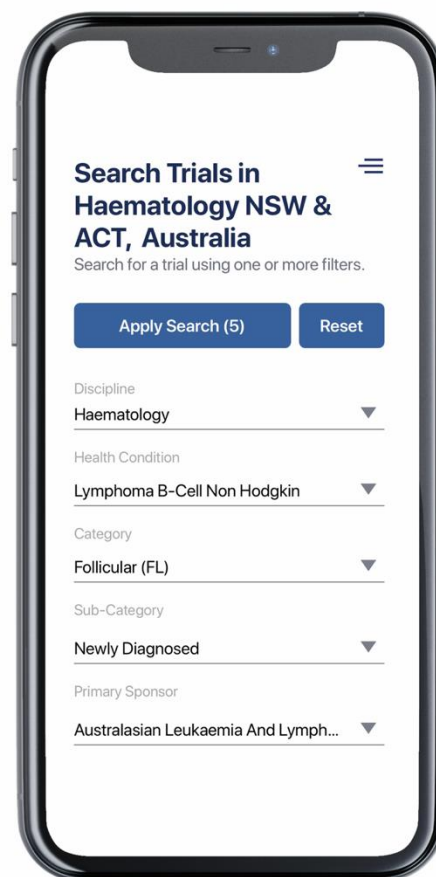 Search Trials in
Haematology NSW &
ACT, Australia
Search for a trial using one or more filters.
Apply Search (5)
Reset
Discipline
Haematology
Health Condition
Lymphoma B-Cell Non Hodgkin
Category
Follicular (FL)
Sub-Category
Newly Diagnosed
Primary Sponsor
Australasian Leukaemia And Lymph...